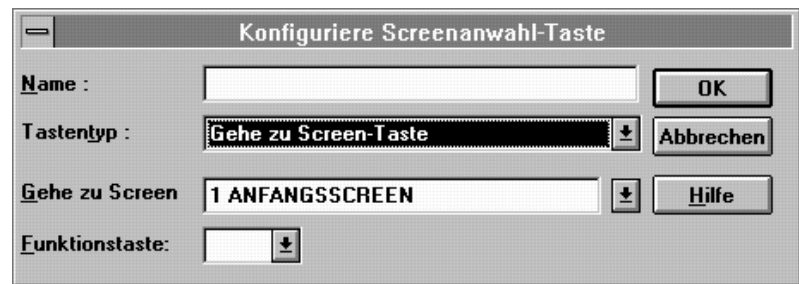 Konfiguriere Screenanwahl-Taste
Name :
OK
Tastentyp :
Gehe zu Screen-Taste
Abbrechen
Gehe zu Screen
1 ANFANGSSCREEN
Hilfe
Funktionstaste: